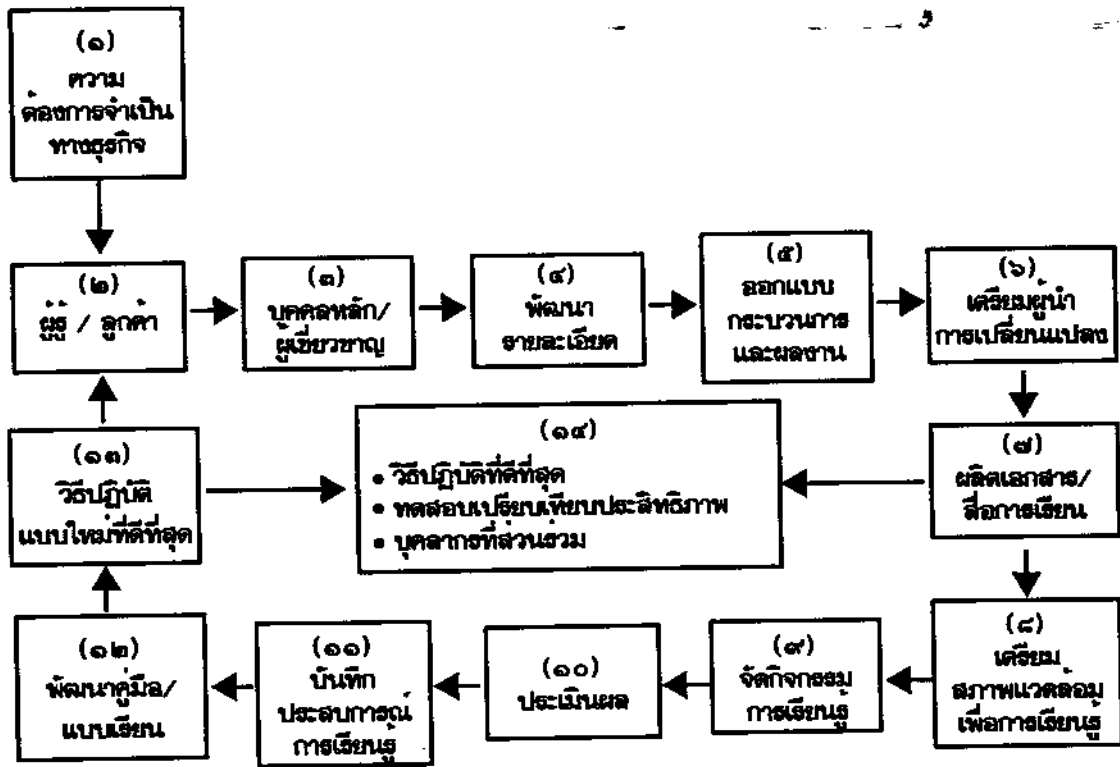 (๑)
ความ
ต้องการจำเป็น
ทางธุรกิจ
(๒)
ผู้รู้ / ลูกค้า
(๓)
บุคคลหลัก/
ผู้เชี่ยวชาญ
(๔)
พัฒนา
รายละเอียด
(๕)
ออกแบบ
กระบวนการ
และผลงาน
(๖)
เตรียมผู้นำ
การเปลี่ยนแปลง
(๗)
ผลิตเอกสาร/
สื่อการเรียน
(๘)
เตรียม
สภาพแวดล้อม
เพื่อการเรียนรู้
(๙)
จัดกิจกรรม
การเรียนรู้
(๑๐)
ประเมินผล
(๑๑)
บันทึก
ประสบการณ์
การเรียนรู้
(๑๒)
พัฒนาคู่มือ/
แบบเรียน
(๑๓)
วิธีปฏิบัติ
แบบใหม่ที่ดีที่สุด
(๑๔)
• วิธีปฏิบัติที่ดีที่สุด
• ทดสอบเปรียบเทียบประสิทธิภาพ
• บุคลากรที่ส่วนร่วม